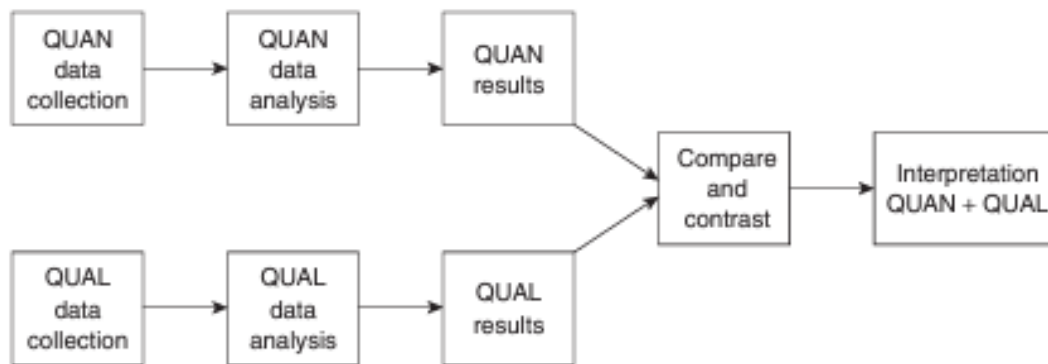 QUAN
data
collection
QUAN
data
analysis
QUAN
results
Compare
and
contrast
Interpretation
QUAN + QUAL
QUAL
data
collection
QUAL
data
analysis
QUAL
results